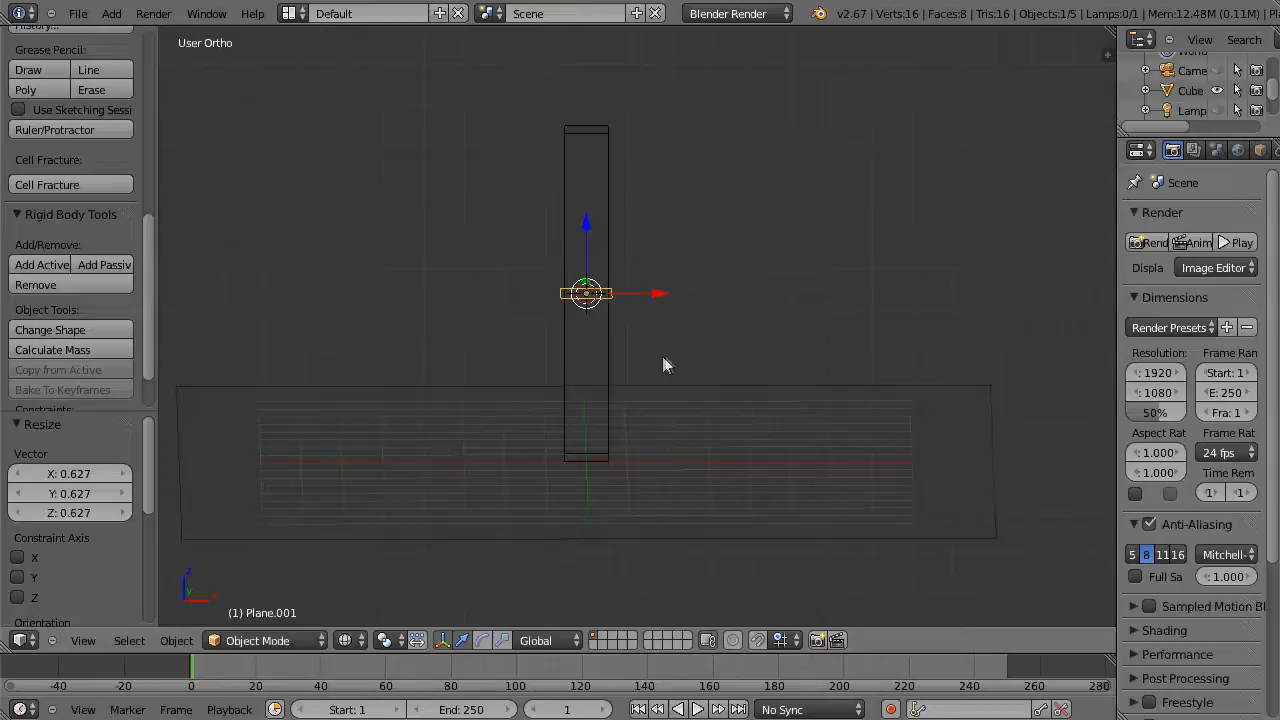 File Add Render Window Help Default Scene Blender Render v2.67 | Verts:16 | Faces:8 | Tris:16 | Objects:1/5 | Lamps:0/1 | Mem:12.48M (0.11M) | Pl
History...
Grease Pencil:
Draw Line
Poly Erase
Use Sketching Sessi
Ruler/Protractor
Cell Fracture:
Cell Fracture
Rigid Body Tools
Add/Remove:
Add Active Add Passiv
Remove
Object Tools:
Change Shape
Calculate Mass
Copy from Active
Bake To Keyframes
Constraints:
Resize
Vector
X: 0.627
Y: 0.627
Z: 0.627
Constraint Axis
X
Y
Z
Orientation
User Ortho
z
y
x
(1) Plane.001
View Select Object Object Mode Global
View Search
World
Came
Cube
Lamp
Scene
Render
Rend Anim Play
Displa Image Editor
Dimensions
Render Presets
Resolution: Frame Ran
: 1920 Start: 1
: 1080 E: 250
50% Fra: 1
Aspect Rat Frame Rat
: 1.000 24 fps
: 1.000 Time Rem
1 1
Anti-Aliasing
5 8 11 16 Mitchell-
Full Sa : 1.000
Sampled Motion Bl
Shading
Performance
Post Processing
Freestyle
-40 -20 0 20 40 60 80 100 120 140 160 180 200 220 240 260 280
View Marker Frame Playback Start: 1 End: 250 1 No Sync